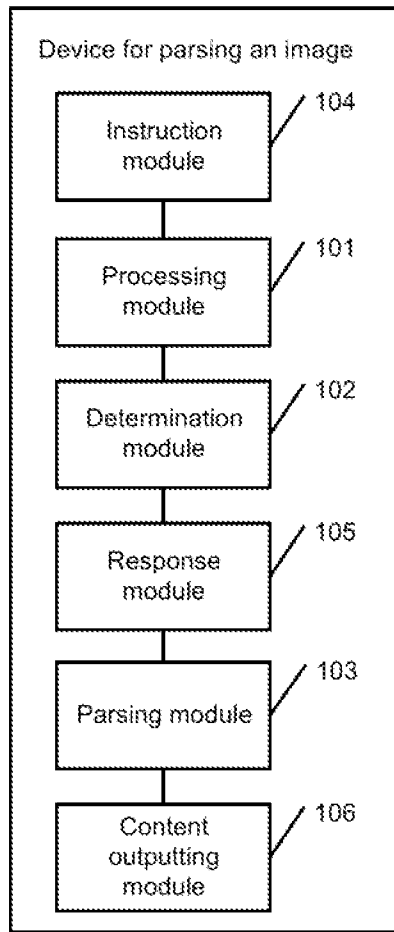 Device for parsing an image
104
Instruction
module
101
Processing
module
102
Determination
module
105
Response
module
103
Parsing module
106
Content
outputting
module